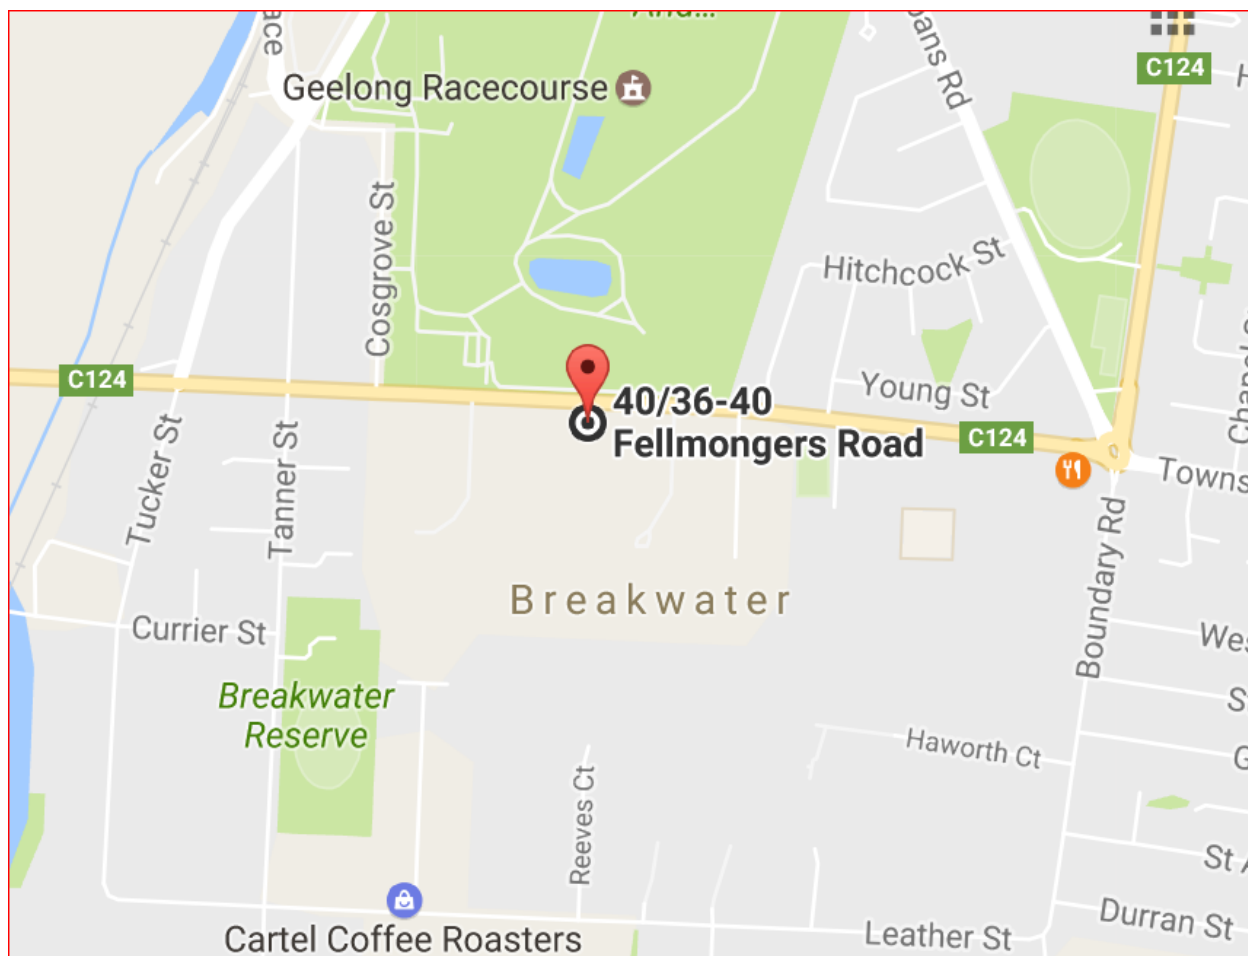 And...
Geelong Racecourse
C124
Cosgrove St
Hitchcock St
C124
40/36-40
Fellmongers Road
Young St
C124
Tucker St
Tanner St
Boundary Rd
Breakwater
Currier St
Breakwater
Reserve
Haworth Ct
Reeves Ct
Cartel Coffee Roasters
Leather St
Durran St